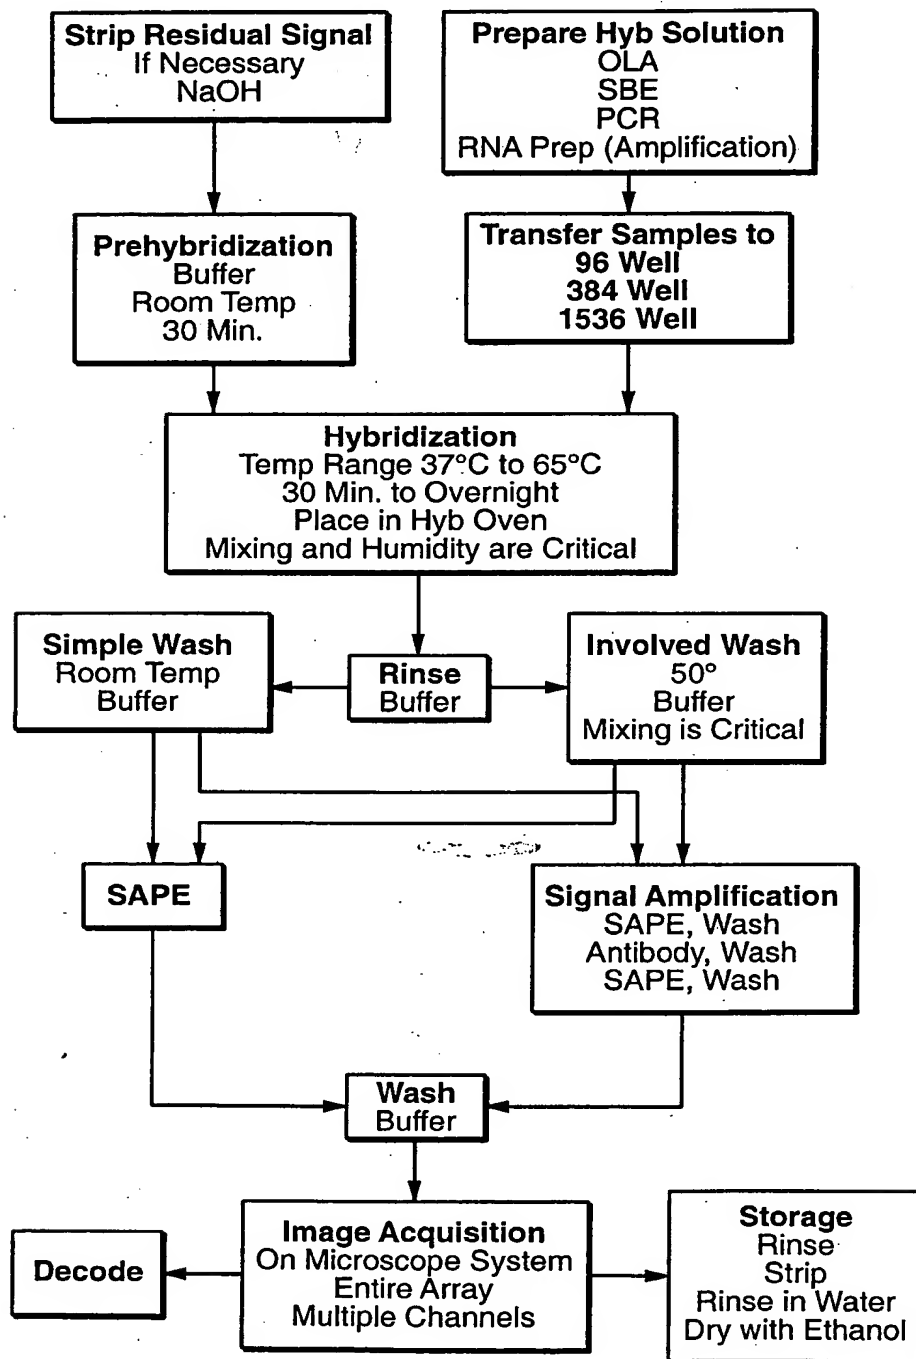 Strip Residual Signal
If Necessary
NaOH
Prepare Hyb Solution
OLA
SBE
PCR
RNA Prep (Amplification)
Prehybridization
Buffer
Room Temp
30 Min.
Transfer Samples to
96 Well
384 Well
1536 Well
Hybridization
Temp Range 37°C to 65°C
30 Min. to Overnight
Place in Hyb Oven
Mixing and Humidity are Critical
Simple Wash
Room Temp
Buffer
Rinse
Buffer
Involved Wash
50°
Buffer
Mixing is Critical
SAPE
Signal Amplification
SAPE, Wash
Antibody, Wash
SAPE, Wash
Wash
Buffer
Decode
Image Acquisition
On Microscope System
Entire Array
Multiple Channels
Storage
Rinse
Strip
Rinse in Water
Dry with Ethanol